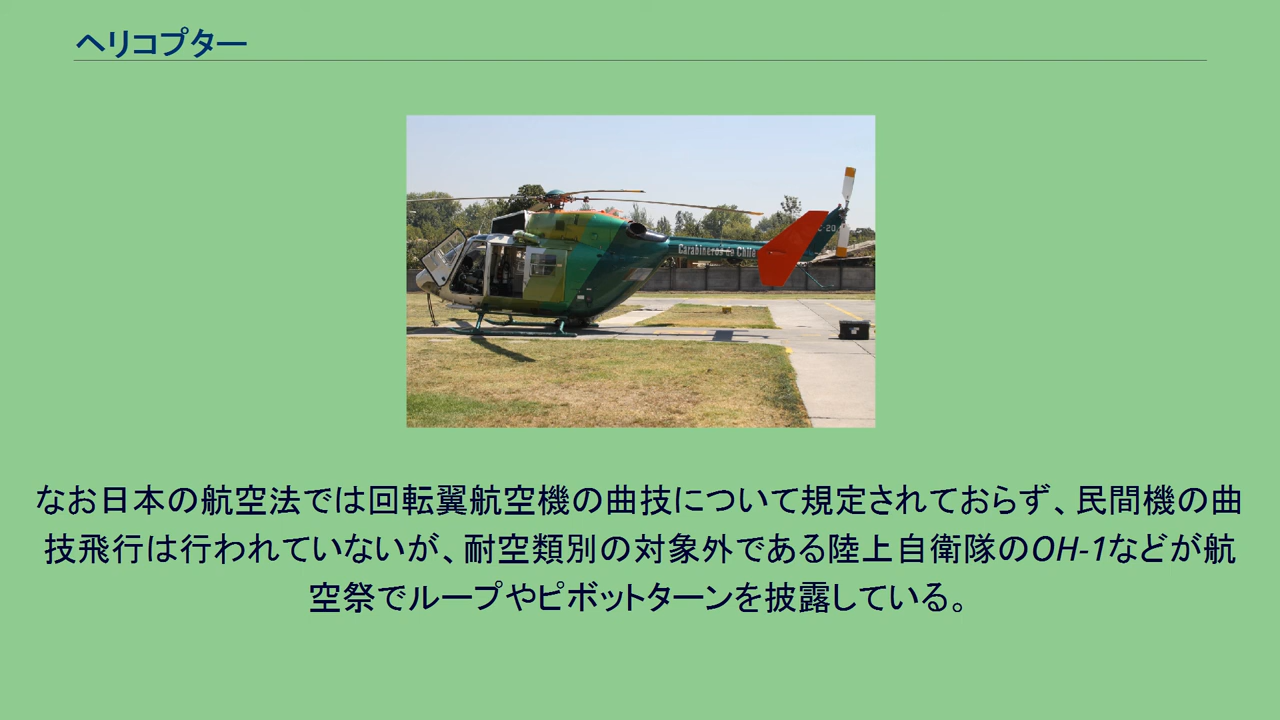 ヘリコプター
Carabineros de Chile
C-20
なお日本の航空法では回転翼航空機の曲技について規定されておらず、民間機の曲
技飛行は行われていないが、耐空類別の対象外である陸上自衛隊のOH-1などが航
空祭でループやピボットターンを披露している。